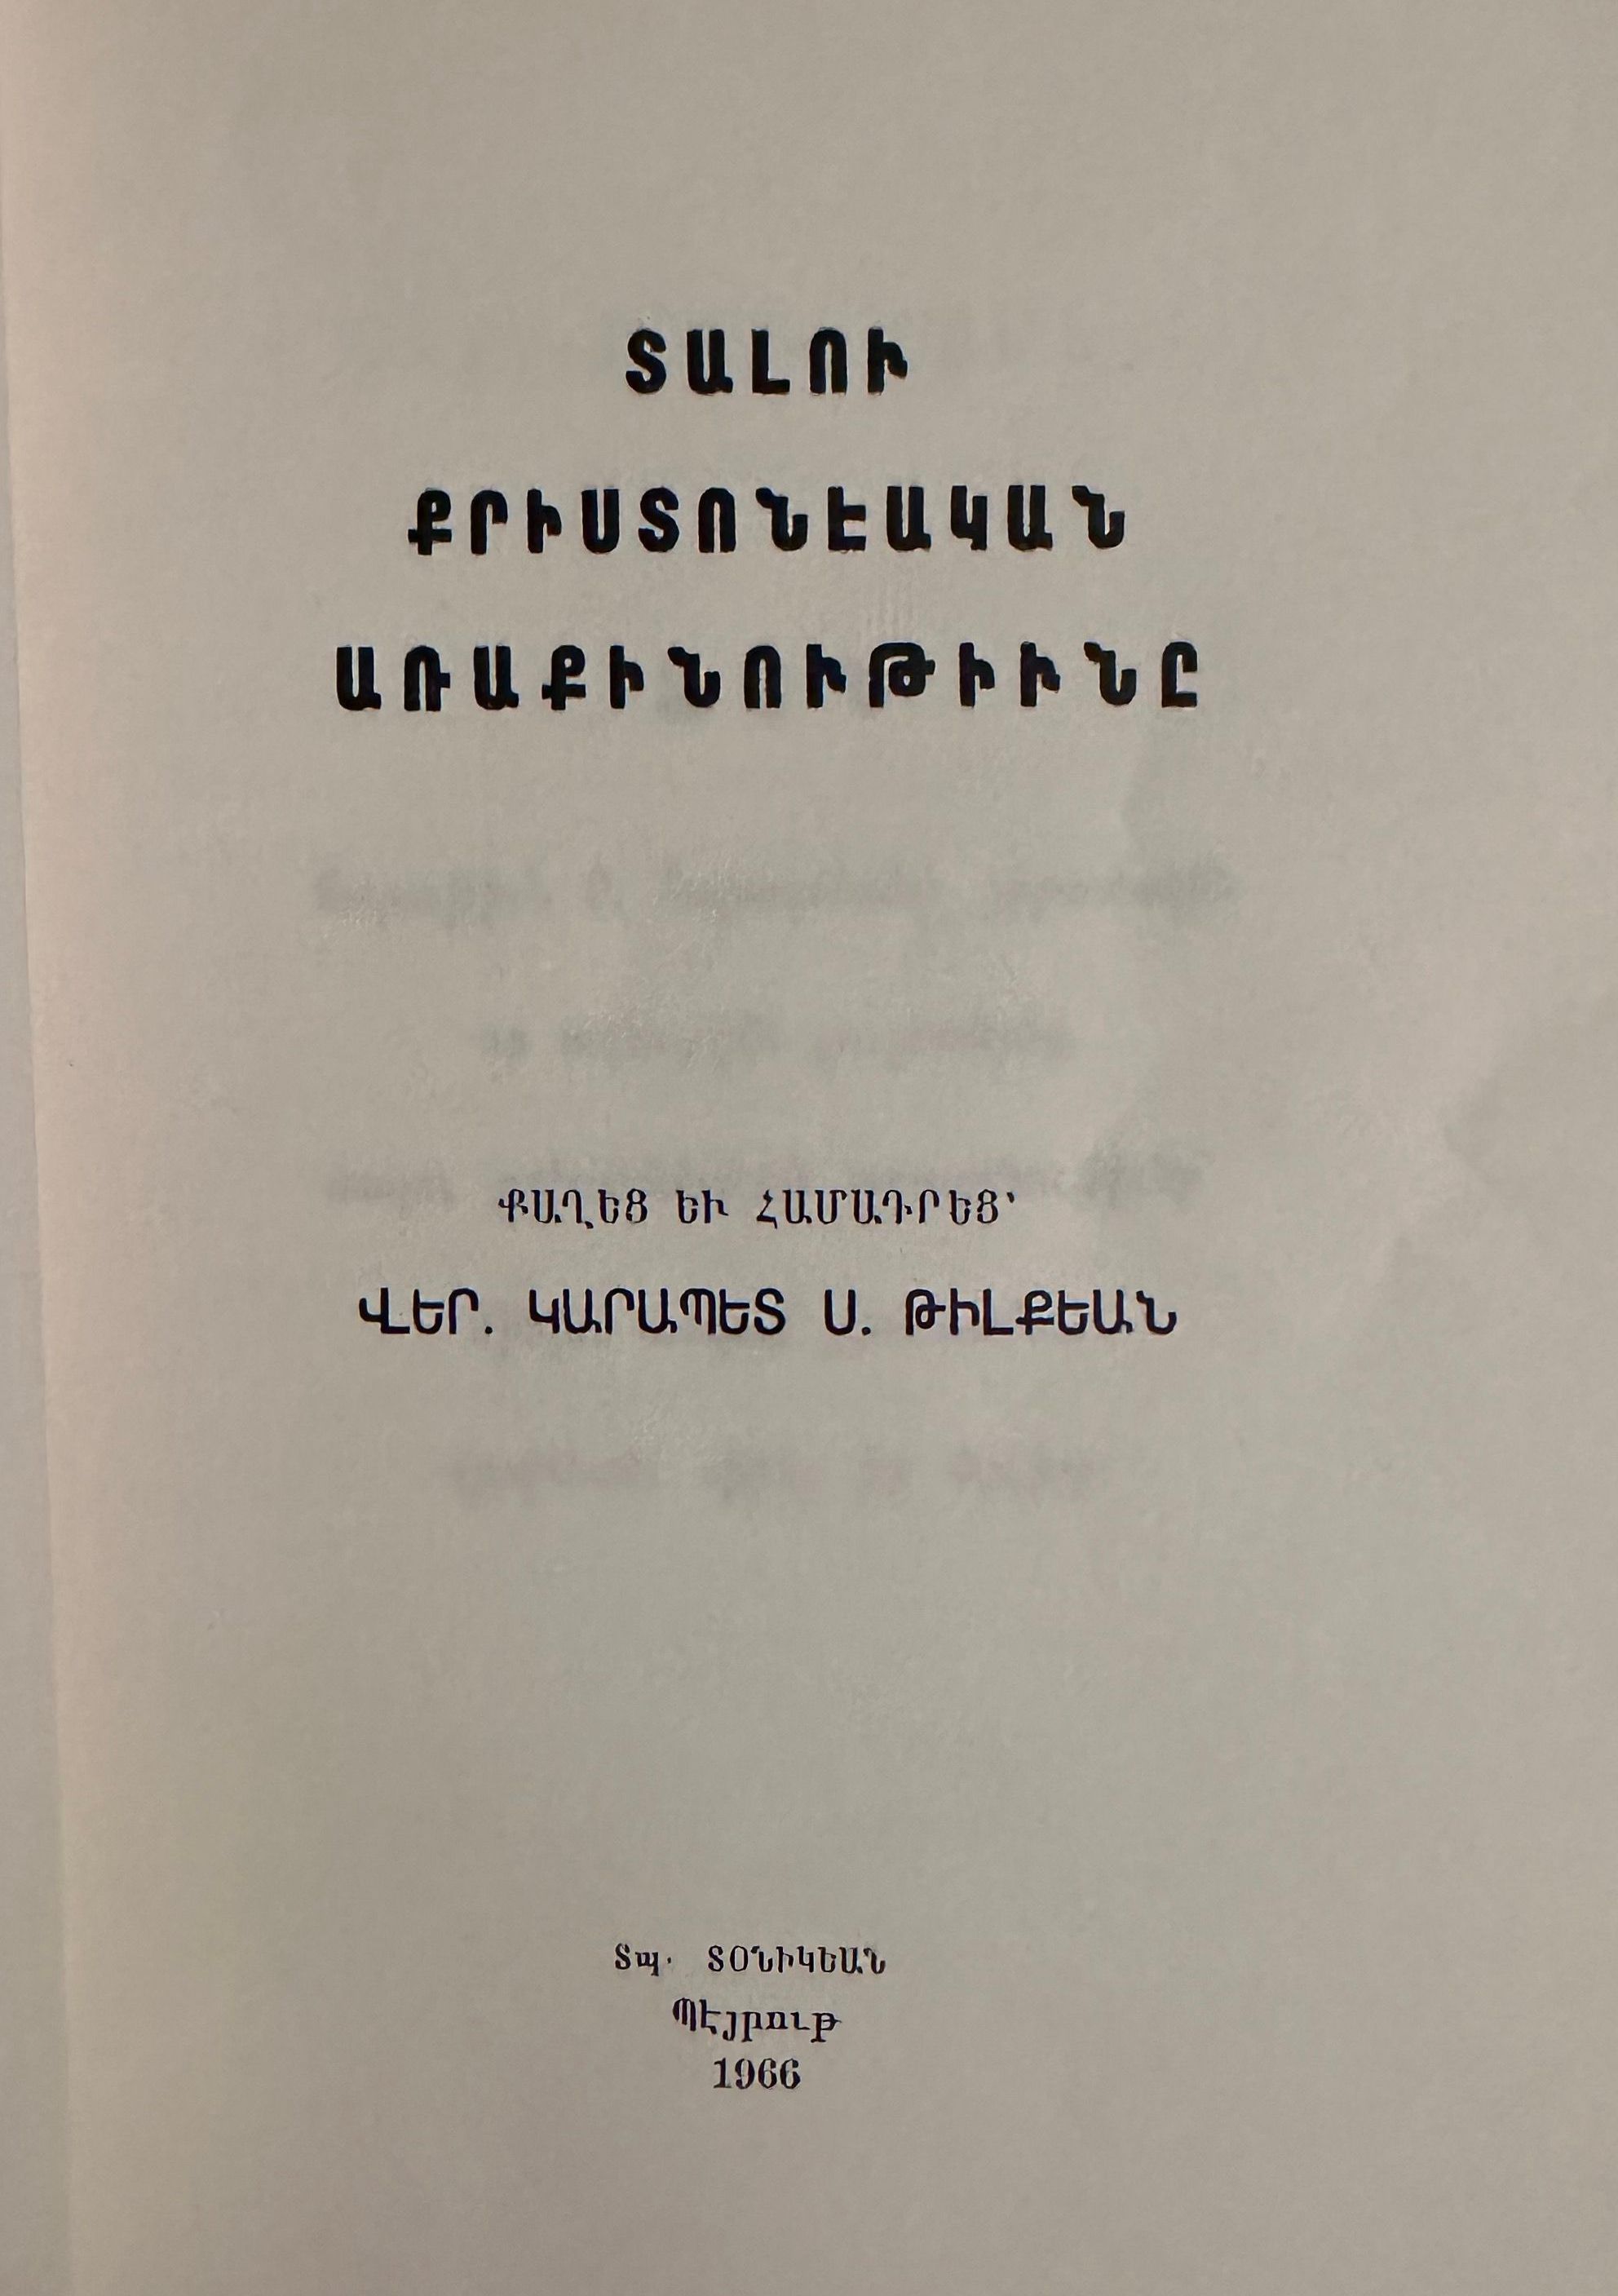 ՏԱԼՈՒ
ՔՐԻՍՏՈՆԷԱԿԱՆ
ԱՌԱՔԻՆՈՒԹԻՒՆԸ
ՔԱՂԵՑ ԵՒ ՀԱՄԱԴՐԵՑ՝
ՎԵՐ. ԿԱՐԱՊԵՏ Ս. ԹԻԼՔԵԱՆ
Տպ. ՏՕՆԻԿԵԱՆ
Պէյրութ
1966